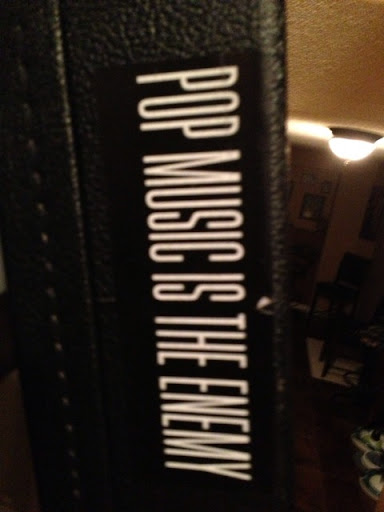 POP MUSIC IS THE ENEMY